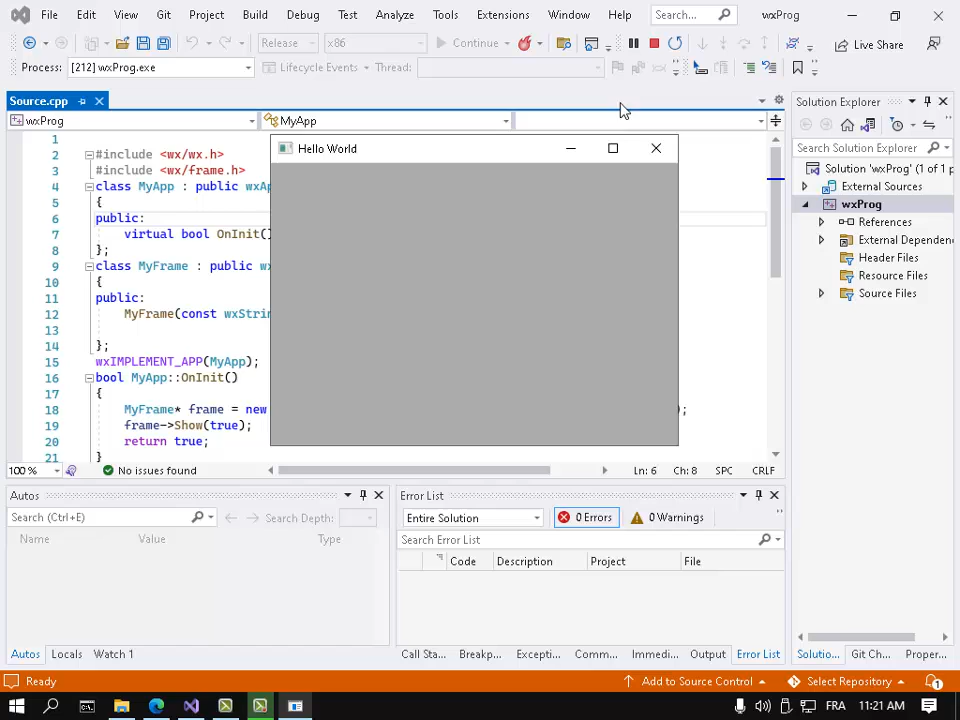 File Edit View Git Project Build Debug Test Analyze Tools Extensions Window Help Search... wxProg
Release x86 Continue Live Share
Process: [212] wxProg.exe Lifecycle Events Thread:
Source.cpp
wxProg MyApp
1
2 #include <wx/wx.h>
3 #include <wx/frame.h>
4 class MyApp : public wxAp
5 {
6 public:
7 virtual bool OnInit()
8 };
9 class MyFrame : public wx
10 {
11 public:
12 MyFrame(const wxStrin
13
14 };
15 wxIMPLEMENT_APP(MyApp);
16 bool MyApp::OnInit()
17 {
18 MyFrame* frame = new );
19 frame->Show(true);
20 return true;
21 }
Hello World
100 % No issues found Ln: 6 Ch: 8 SPC CRLF
Solution Explorer
Search Solution Explorer
Solution 'wxProg' (1 of 1 p
External Sources
wxProg
References
External Dependen
Header Files
Resource Files
Source Files
Autos
Search (Ctrl+E) Search Depth:
Name Value Type
Autos Locals Watch 1
Error List
Entire Solution 0 Errors 0 Warnings
Search Error List
Code Description Project File
Call Sta... Breakp... Excepti... Comm... Immedi... Output Error List
Solutio... Git Ch... Proper...
Ready Add to Source Control Select Repository 1
FRA 11:21 AM